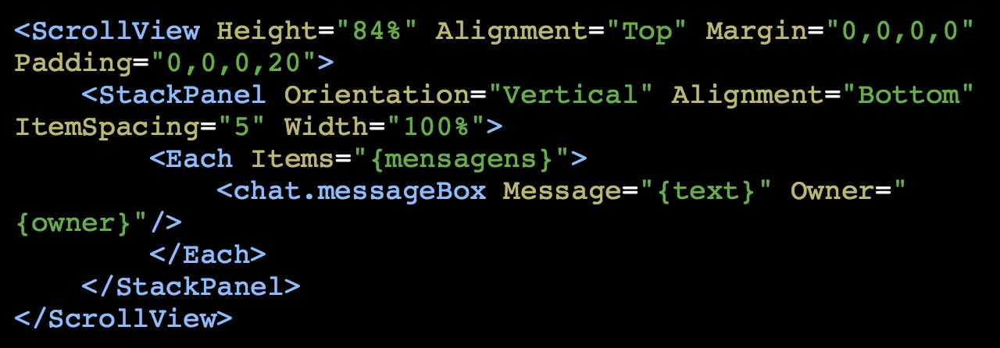 <ScrollView Height="84%" Alignment="Top" Margin="0,0,0,0"
Padding="0,0,0,20">
    <StackPanel Orientation="Vertical" Alignment="Bottom"
ItemSpacing="5" Width="100%">
        <Each Items="{mensagens}">
            <chat.messageBox Message="{text}" Owner="
{owner}"/>
        </Each>
    </StackPanel>
</ScrollView>